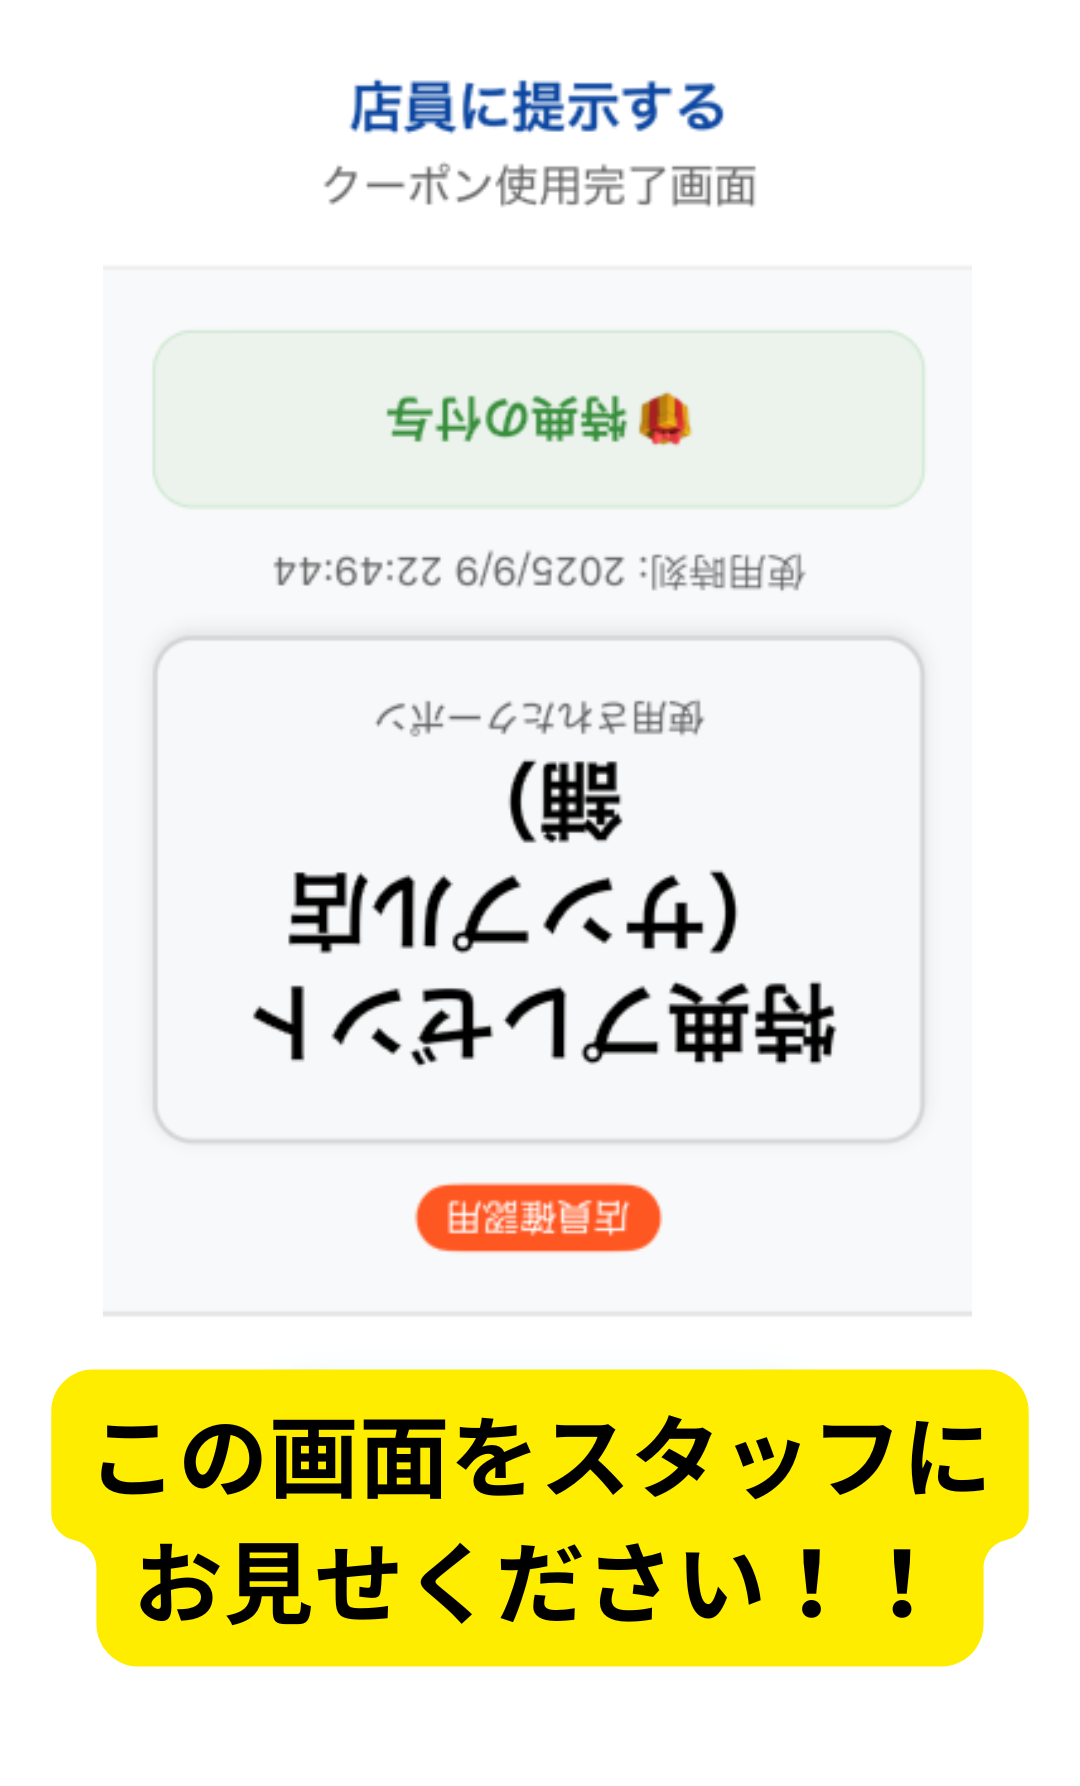 店員に提示する
クーポン使用完了画面
店員確認用
特典プレゼント
(サンプル店
舗)
使用されたクーポン
使用時刻: 2025/9/9 22:49:44
🎁 特典の付与
この画面をスタッフに
お見せください！！